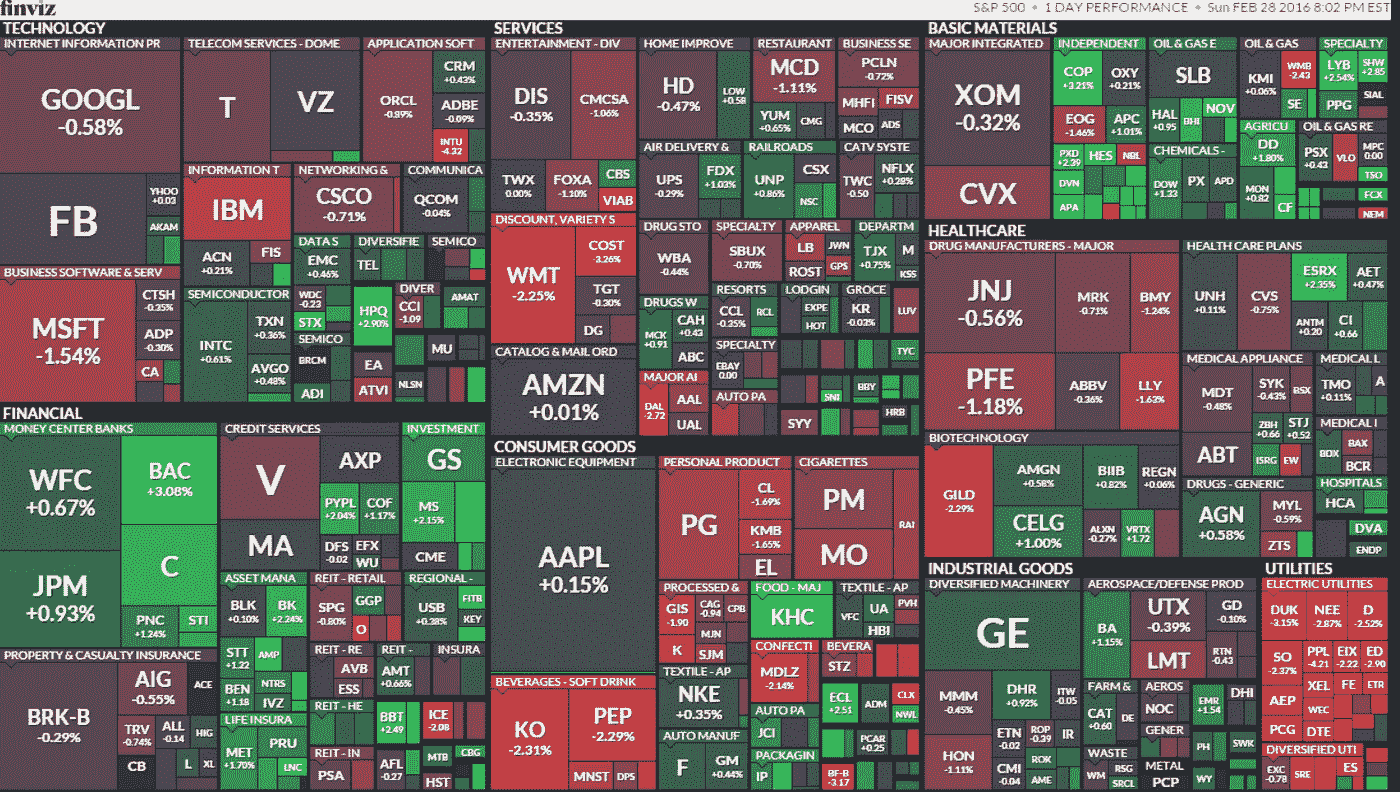 finviz
S&P 500 • 1 DAY PERFORMANCE • Sun FEB 28 2016 8:02 PM EST
TECHNOLOGY
INTERNET INFORMATION PR
GOOGL
-0.58%
FB
YHOO
+0.03
AKAM
TELECOM SERVICES - DOME
T
VZ
APPLICATION SOFT
ORCL
-0.89%
CRM
+0.43%
ADBE
-0.09%
INTU
-4.32
INFORMATION T
IBM
ACN
+0.21%
FIS
NETWORKING &
CSCO
-0.71%
COMMUNICA
QCOM
-0.04%
BUSINESS SOFTWARE & SERV
MSFT
-1.54%
CTSH
-0.25%
ADP
-0.30%
CA
SEMICONDUCTOR
INTC
+0.61%
TXN
+0.36%
AVGO
+0.48%
DATA S
EMC
+0.46%
WDC
-0.23
STX
DIVERSIFIE
TEL
HPQ
+2.90%
SEMICO
DIVER
CCI
-1.09
AMAT
SEMICO
BRCM
ADI
EA
ATVI
MU
NLSN
FINANCIAL
MONEY CENTER BANKS
WFC
+0.67%
BAC
+3.08%
JPM
+0.93%
C
PNC
+1.24%
STI
CREDIT SERVICES
V
MA
AXP
PYPL
+2.04%
COF
+1.17%
DFS
-0.02
EFX
WU
INVESTMENT
GS
MS
+2.15%
CME
ASSET MANA
BLK
+0.10%
BK
+2.24%
STT
+1.22
AMP
BEN
+1.18
NTRS
IVZ
REIT - RETAIL
SPG
-0.80%
GGP
O
REGIONAL -
USB
+0.38%
FITB
KEY
PROPERTY & CASUALTY INSURANCE
BRK-B
-0.29%
AIG
-0.55%
ACE
TRV
-0.74%
ALL
-0.14
HIG
CB
L
XL
LIFE INSURA
MET
+1.70%
PRU
LNC
REIT - RE
AVB
ESS
REIT -
AMT
+0.66%
INSURA
REIT - HE
BBT
+2.49
ICE
-2.08
REIT - IN
PSA
AFL
-0.27
MTB
CBG
HST
SERVICES
ENTERTAINMENT - DIV
DIS
-0.35%
CMCSA
-1.06%
TWX
0.00%
FOXA
-1.10%
CBS
VIAB
HOME IMPROVE
HD
-0.47%
LOW
+0.58
RESTAURANT
MCD
-1.11%
YUM
+0.65%
CMG
BUSINESS SE
PCLN
-0.72%
MHFI
FISV
MCO
ADS
AIR DELIVERY &
UPS
-0.29%
FDX
+1.03%
RAILROADS
UNP
+0.86%
CSX
NSC
CATV SYSTE
TWC
-0.50
NFLX
+0.28%
DISCOUNT, VARIETY S
WMT
-2.25%
COST
-3.26%
TGT
-0.30%
DG
DRUG STO
WBA
-0.44%
SPECIALTY
SBUX
-0.70%
APPAREL
LB
JWN
ROST
GPS
DEPARTM
TJX
+0.75%
M
KSS
DRUGS W
MCK
+0.91
CAH
+0.43
ABC
RESORTS
CCL
-0.25%
RCL
LODGIN
EXPE
HOT
GROCE
KR
-0.03%
LUV
CATALOG & MAIL ORD
AMZN
+0.01%
SPECIALTY
EBAY
0.00
TYC
MAJOR AI
DAL
-2.72
AAL
UAL
AUTO PA
SNI
BBY
SYY
HRB
CONSUMER GOODS
ELECTRONIC EQUIPMENT
AAPL
+0.15%
PERSONAL PRODUCT
PG
CL
-1.69%
KMB
-1.65%
EL
CIGARETTES
PM
MO
RAI
PROCESSED &
GIS
-1.90
CAG
-0.94
CPB
MJN
K
SJM
FOOD - MAJ
KHC
TEXTILE - AP
VFC
UA
PVH
HBI
CONFECTI
MDLZ
-2.14%
BEVERA
STZ
BEVERAGES - SOFT DRINK
KO
-2.31%
PEP
-2.29%
MNST
DPS
TEXTILE - AP
NKE
+0.35%
AUTO MANUF
F
GM
+0.44%
AUTO PA
JCI
PACKAGIN
IP
ECL
+2.51
ADM
CLX
NWL
PCAR
+0.25
BF-B
-3.17
BASIC MATERIALS
MAJOR INTEGRATED
XOM
-0.32%
CVX
INDEPENDENT
COP
+3.21%
OXY
+0.21%
EOG
-1.46%
APC
+1.01%
PXD
+2.39
HES
NBL
DVN
APA
OIL & GAS E
SLB
HAL
+0.95
BHI
NOV
OIL & GAS
KMI
+0.06%
WMB
-2.43
SE
SPECIALTY
LYB
+2.54%
SHW
+2.85
PPG
SIAL
CHEMICALS -
DOW
+1.33
PX
APD
AGRICU
DD
+1.80%
MON
+0.82
CF
OIL & GAS RE
PSX
+0.43
VLO
MPC
0.00
TSO
FCX
NEM
HEALTHCARE
DRUG MANUFACTURERS - MAJOR
JNJ
-0.56%
MRK
-0.71%
BMY
-1.24%
PFE
-1.18%
ABBV
-0.36%
LLY
-1.63%
HEALTH CARE PLANS
UNH
+0.11%
CVS
-0.75%
ESRX
+2.35%
AET
+0.47%
ANTM
+0.20
CI
+0.66
MEDICAL APPLIANCE
MDT
-0.48%
SYK
-0.43%
BSX
ABT
ZBH
+0.66
STJ
+0.52
ISRG
EW
MEDICAL L
TMO
+0.11%
A
MEDICAL I
BAX
BDX
BCR
BIOTECHNOLOGY
GILD
-2.29%
AMGN
+0.58%
CELG
+1.00%
BIIB
+0.82%
REGN
+0.06%
ALXN
-0.27%
VRTX
+1.72
DRUGS - GENERIC
AGN
+0.58%
MYL
-0.59%
ZTS
HOSPITALS
HCA
DVA
ENDP
INDUSTRIAL GOODS
DIVERSIFIED MACHINERY
GE
MMM
-0.45%
DHR
+0.92%
ITW
-0.05
HON
-1.11%
ETN
-0.02
ROP
-0.39
IR
CMI
-0.04
ROK
AME
AEROSPACE/DEFENSE PROD
BA
+1.15%
UTX
-0.39%
GD
-0.10%
LMT
RTN
-0.43
FARM &
CAT
+0.60
DE
AEROS
NOC
EMR
+1.54
DHI
GENER
PH
SWK
WASTE
WM
RSG
SRCL
METAL
PCP
WY
UTILITIES
ELECTRIC UTILITIES
DUK
-3.15%
NEE
-2.87%
D
-2.52%
SO
-2.37%
PPL
-4.21
EIX
-2.22
ED
-2.90
AEP
XEL
FE
ETR
WEC
PCG
DTE
DIVERSIFIED UTI
EXC
-0.78
SRE
ES